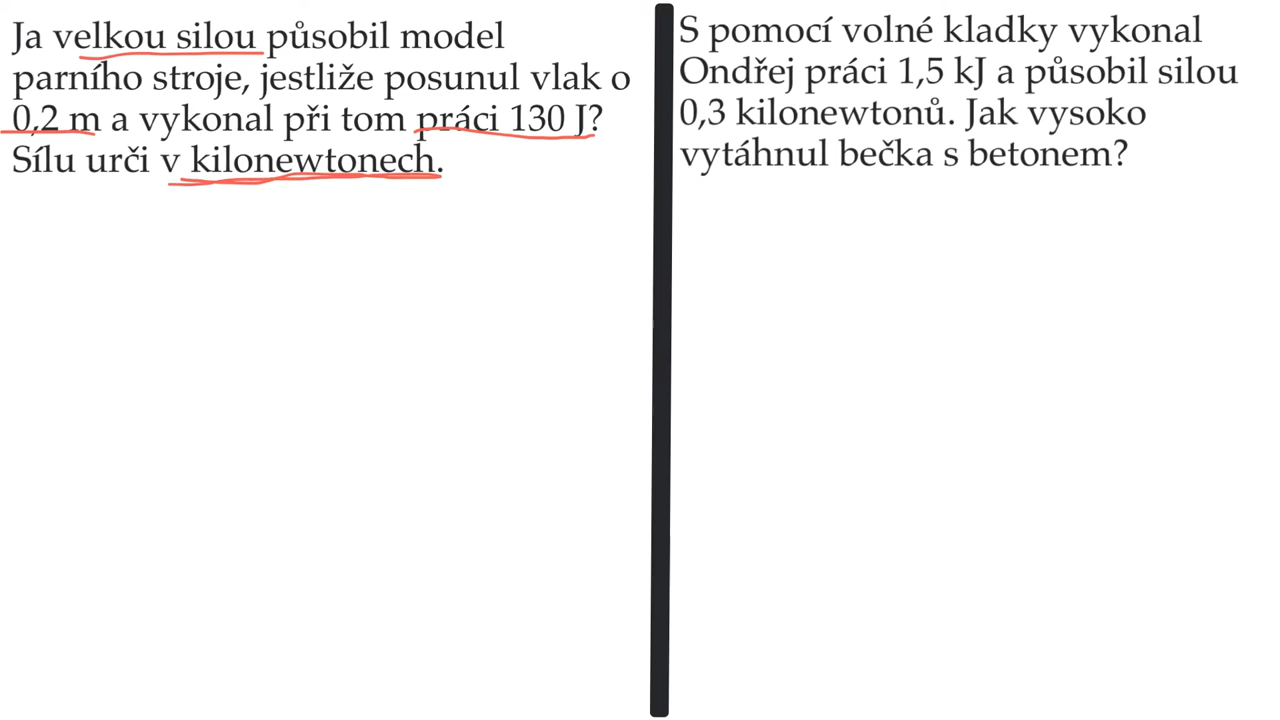 Ja velkou silou působil model
parního stroje, jestliže posunul vlak o
0,2 m a vykonal při tom práci 130 J?
Sílu urči v kilonewtonech.
S pomocí volné kladky vykonal
Ondřej práci 1,5 kJ a působil silou
0,3 kilonewtonů. Jak vysoko
vytáhnul bečka s betonem?